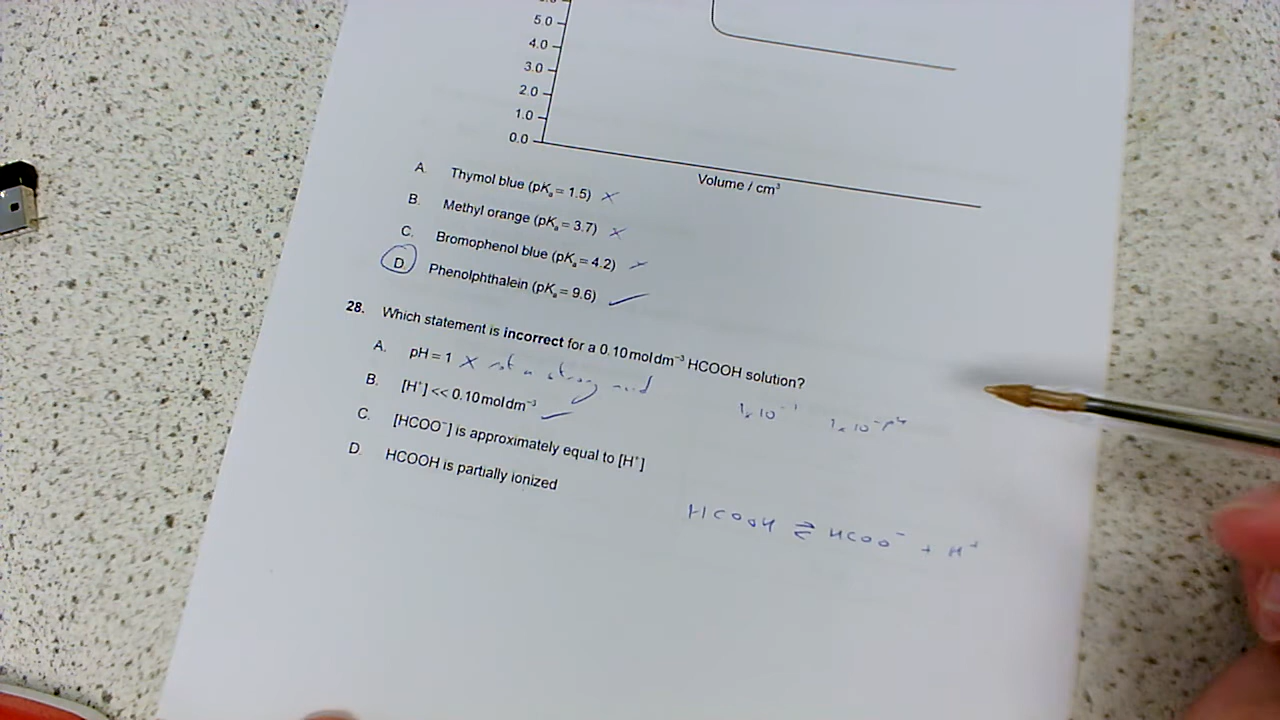 5.0
4.0
3.0
2.0
1.0
0.0
Volume / cm³
A. Thymol blue (pKₐ = 1.5) ×
B. Methyl orange (pKₐ = 3.7) ×
C. Bromophenol blue (pKₐ = 4.2) ×
D. Phenolphthalein (pKₐ = 9.6) ✓
28. Which statement is incorrect for a 0.10 mol dm⁻³ HCOOH solution?
A. pH = 1 × not a strong acid
B. [H⁺] << 0.10 mol dm⁻³ ✓
1x10⁻¹ 1x10⁻
C. [HCOO⁻] is approximately equal to [H⁺]
D. HCOOH is partially ionized
HCOOH ⇌ HCOO⁻ + H⁺